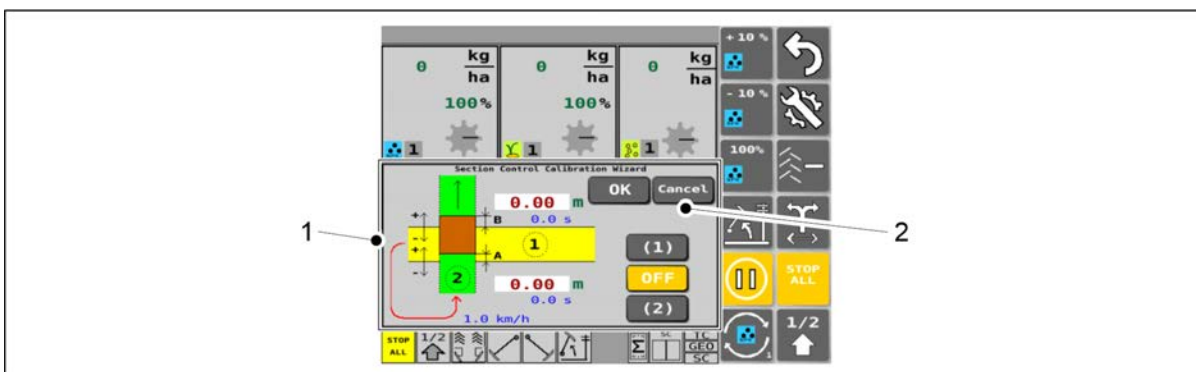 0 kg/ha 100% 1
0 kg/ha 100% 1
0 kg/ha 1
Section Control Calibration Wizard
OK Cancel
+ - + -
B
0.00 m
0.0 s
1
A
2
0.00 m
0.0 s
1.0 km/h
(1)
OFF
(2)
1
2
STOP ALL
1/2
Σ
SC
TC
GEO
SC
+ 10 %
- 10 %
100%
STOP ALL
1
1/2